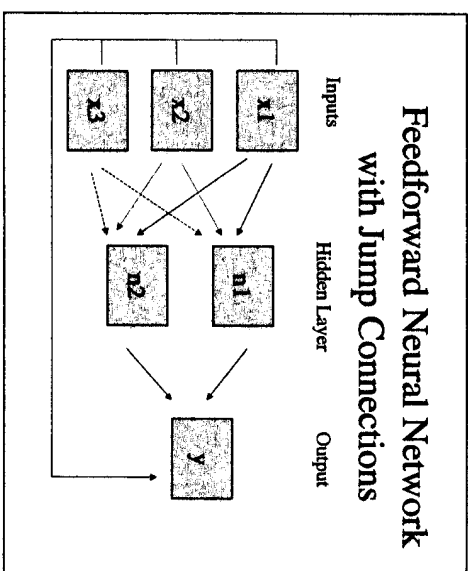 Feedforward Neural Network
with Jump Connections
Inputs
Hidden Layer
Output
x1
x2
x3
n1
n2
y